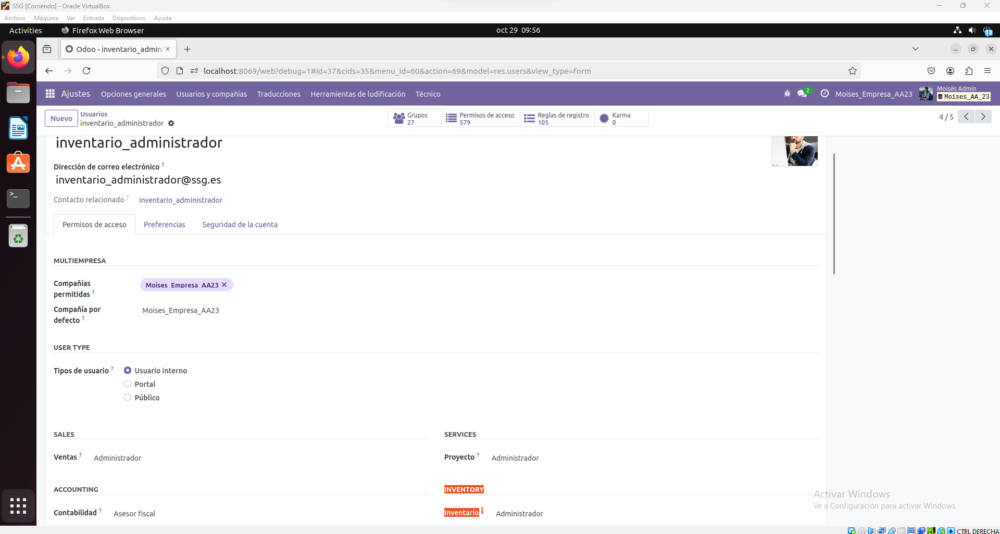 SSG [Corriendo] - Oracle VirtualBox
Archivo Máquina Ver Entrada Dispositivos Ayuda
Activities Firefox Web Browser oct 29 09:56
Odoo - inventario_admini
localhost:8069/web?debug=1#id=37&cids=35&menu_id=60&action=69&model=res.users&view_type=form
Ajustes Opciones generales Usuarios y compañías Traducciones Herramientas de ludificación Técnico 2 Moises_Empresa_AA23 Moisés Admin
Moises_AA_23
Nuevo Usuarios
inventario_administrador
Grupos
27
Permisos de acceso
579
Reglas de registro
105
Karma
0
4 / 5
inventario_administrador
Dirección de correo electrónico ?
inventario_administrador@ssg.es
Contacto relacionado ? inventario_administrador
Permisos de acceso Preferencias Seguridad de la cuenta
MULTIEMPRESA
Compañías permitidas ? Moises_Empresa_AA23
Compañía por defecto ? Moises_Empresa_AA23
USER TYPE
Tipos de usuario ? Usuario interno
Portal
Público
SALES
Ventas ? Administrador
SERVICES
Proyecto ? Administrador
ACCOUNTING
Contabilidad ? Asesor fiscal
INVENTORY
Inventario ? Administrador
Activar Windows
Ve a Configuración para activar Windows.
CTRL DERECHA